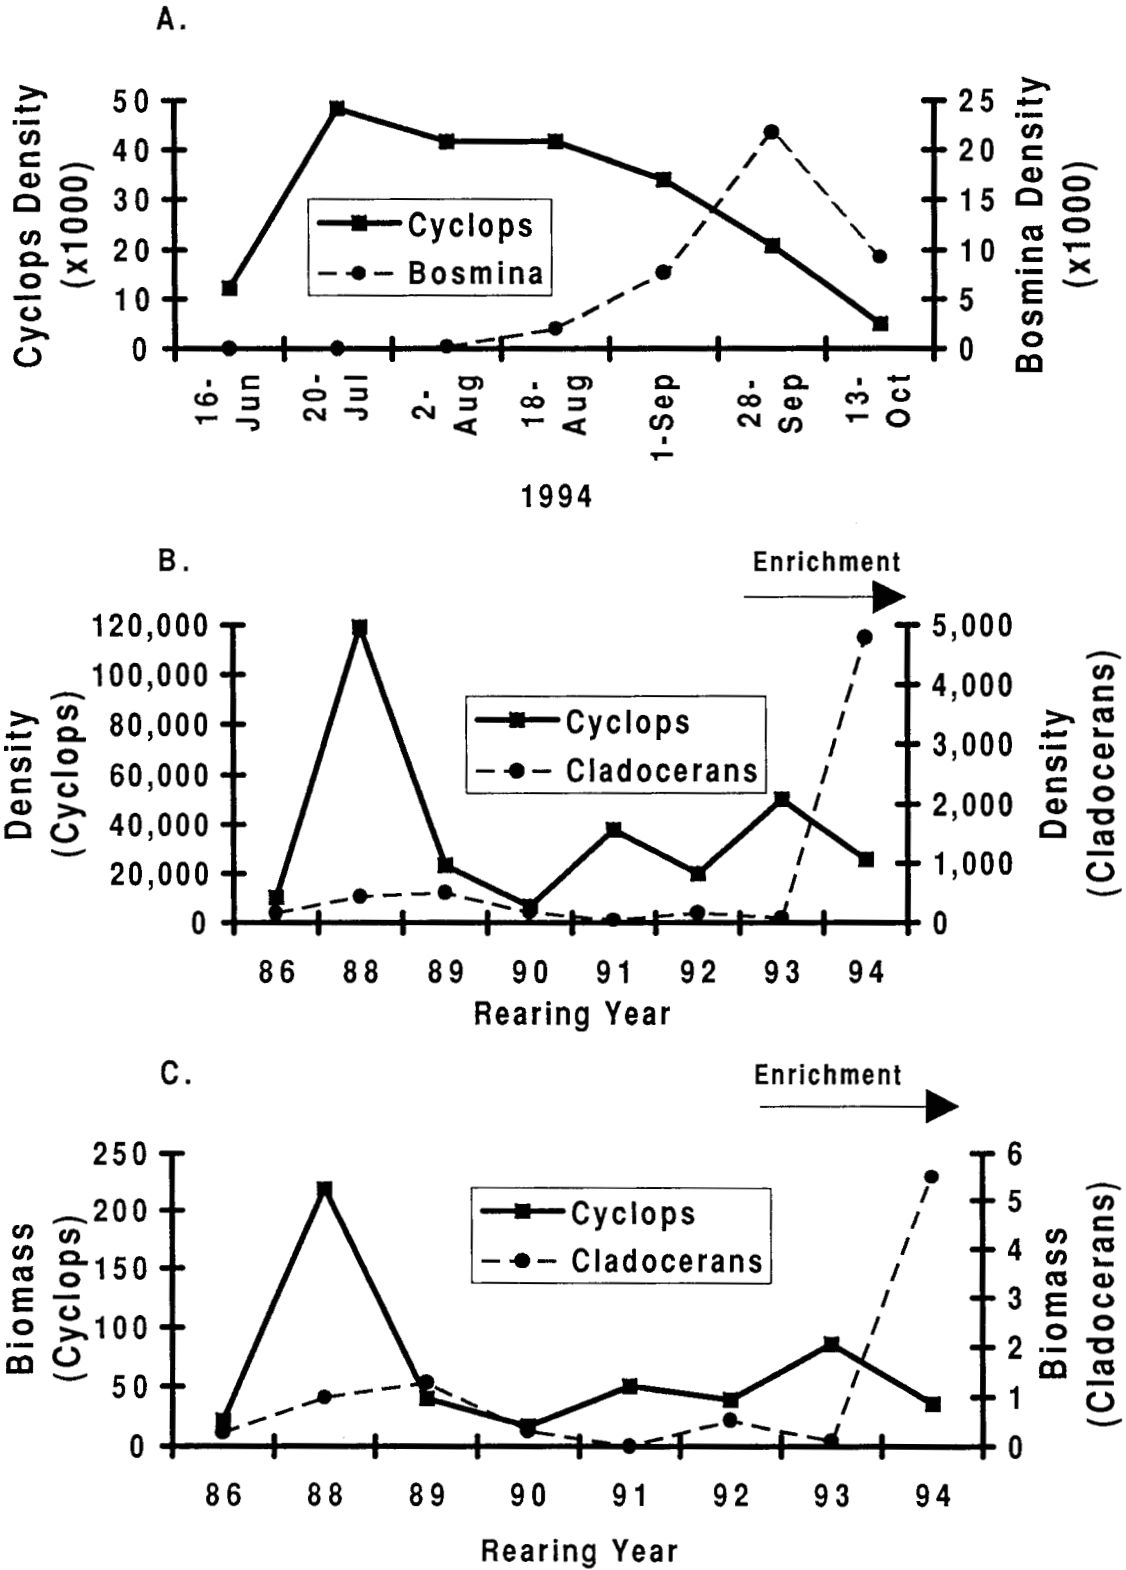 A.
Cyclops Density
(x1000)
50
40
30
20
10
0
Cyclops
Bosmina
25
20
15
10
5
0
Bosmina Density
(x1000)
16-
Jun
20-
Jul
2-
Aug
18-
Aug
1-Sep
28-
Sep
13-
Oct
1994
B.
Enrichment
Density
(Cyclops)
120,000
100,000
80,000
60,000
40,000
20,000
0
Cyclops
Cladocerans
5,000
4,000
3,000
2,000
1,000
0
Density
(Cladocerans)
86 88 89 90 91 92 93 94
Rearing Year
C.
Enrichment
Biomass
(Cyclops)
250
200
150
100
50
0
Cyclops
Cladocerans
6
5
4
3
2
1
0
Biomass
(Cladocerans)
86 88 89 90 91 92 93 94
Rearing Year